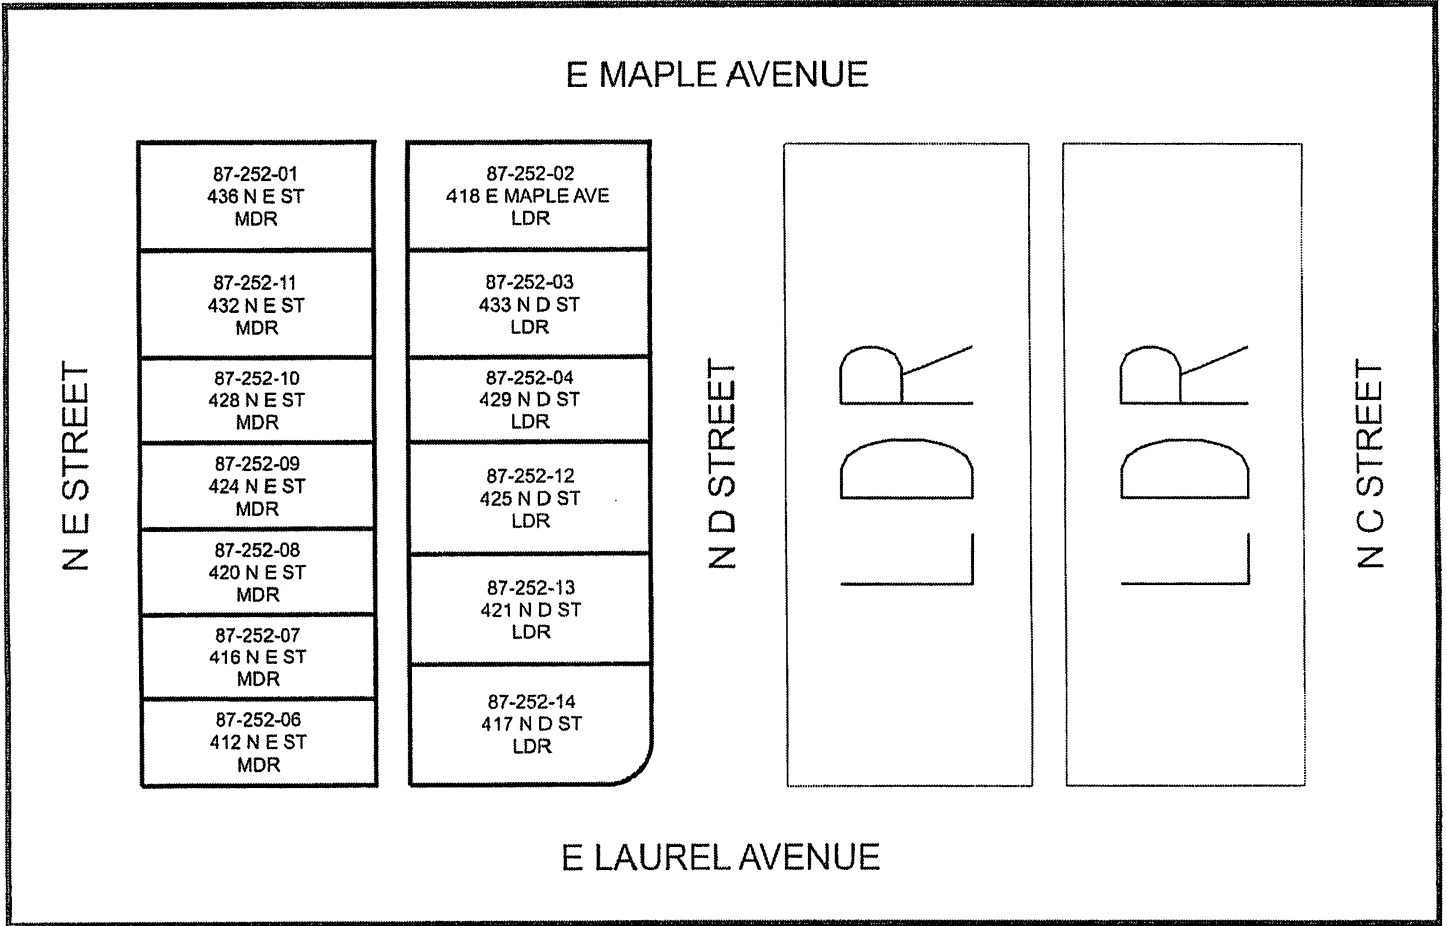 E MAPLE AVENUE
87-252-01
436 N E ST
MDR
87-252-02
418 E MAPLE AVE
LDR
87-252-11
432 N E ST
MDR
87-252-03
433 N D ST
LDR
87-252-10
428 N E ST
MDR
87-252-04
429 N D ST
LDR
87-252-09
424 N E ST
MDR
87-252-12
425 N D ST
LDR
87-252-08
420 N E ST
MDR
87-252-13
421 N D ST
LDR
87-252-07
416 N E ST
MDR
87-252-14
417 N D ST
LDR
87-252-06
412 N E ST
MDR
N E STREET
N D STREET
LDR
LDR
N C STREET
E LAUREL AVENUE